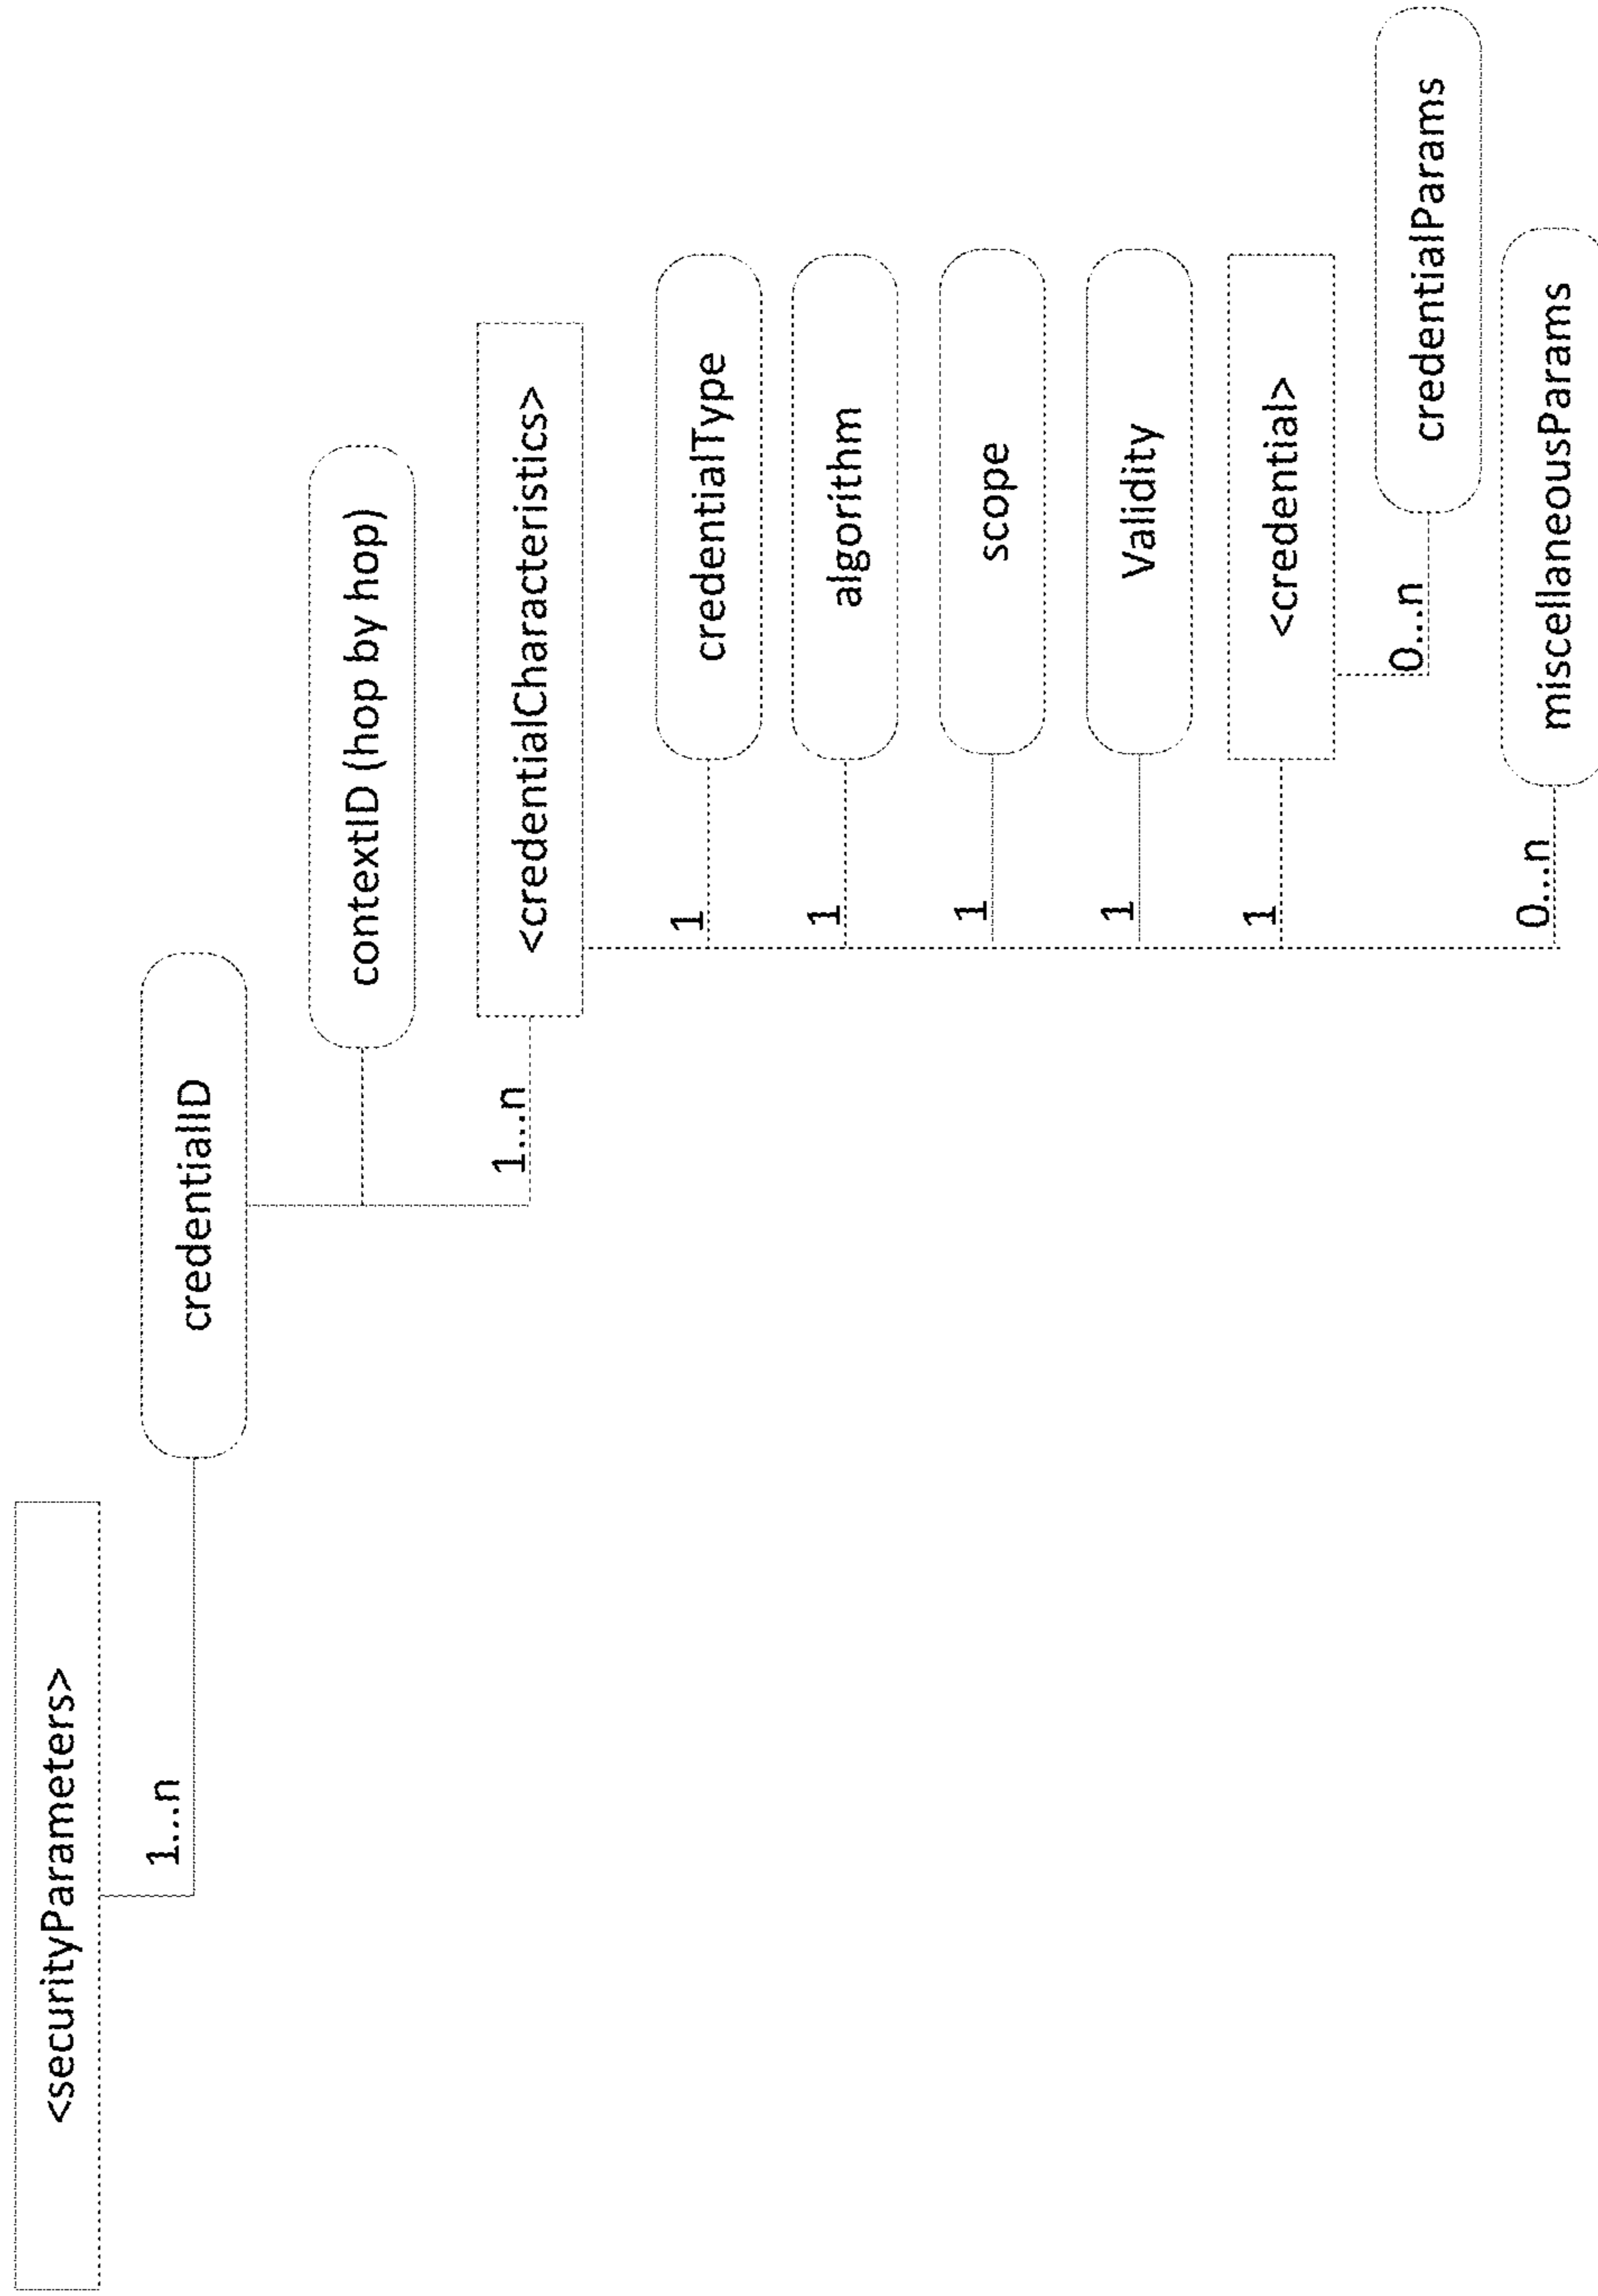 <securityParameters>
1...n
credentialID
contextID (hop by hop)
1...n
<credentialCharacteristics>
1
credentialType
1
algorithm
1
scope
1
Validity
1
<credential>
0...n
credentialParams
0...n
miscellaneousParams